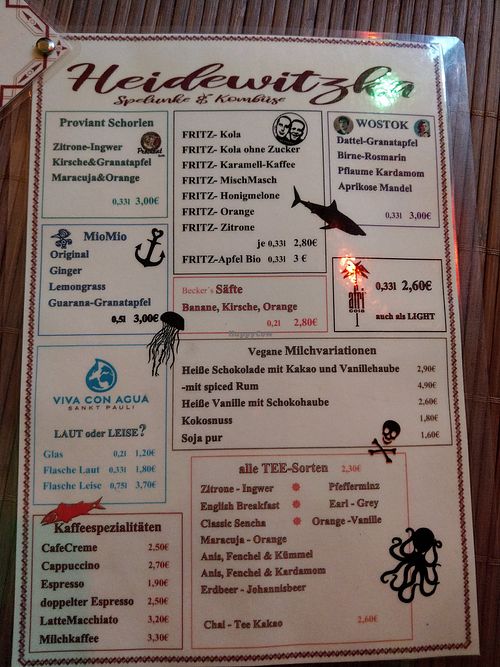 Heidewitzka
Spelunke & Kombüse
Proviant Schorlen
Zitrone-Ingwer
Kirsche&Granatapfel
Maracuja&Orange
0,33l 3,00€
FRITZ- Kola
FRITZ- Kola ohne Zucker
FRITZ- Karamell-Kaffee
FRITZ- MischMasch
FRITZ- Honigmelone
FRITZ- Orange
FRITZ- Zitrone
je 0,33l 2,80€
FRITZ-Apfel Bio 0,33l 3 €
WOSTOK
Dattel-Granatapfel
Birne-Rosmarin
Pflaume Kardamom
Aprikose Mandel
0,33l 3,00€
MioMio
Original
Ginger
Lemongrass
Guarana-Granatapfel
0,5l 3,00€
Becker´s Säfte
Banane, Kirsche, Orange
0,2l 2,80€
afri
cola
0,33l 2,60€
auch als LIGHT
VIVA CON AGUA
SANKT PAULI
LAUT oder LEISE?
Glas 0,2l 1,20€
Flasche Laut 0,33l 1,80€
Flasche Leise 0,75l 3,70€
Vegane Milchvariationen
Heiße Schokolade mit Kakao und Vanillehaube 2,90€
-mit spiced Rum 4,90€
Heiße Vanille mit Schokohaube 2,60€
Kokosnuss 1,80€
Soja pur 1,60€
alle TEE-Sorten 2,30€
Zitrone - Ingwer Pfefferminz
English Breakfast Earl - Grey
Classic Sencha Orange -Vanille
Maracuja - Orange
Anis, Fenchel & Kümmel
Anis, Fenchel & Kardamom
Erdbeer - Johannisbeer
Chai - Tee Kakao 2,60€
Kaffeespezialitäten
CafeCreme 2,50€
Cappuccino 2,70€
Espresso 1,90€
doppelter Espresso 2,50€
LatteMacchiato 3,20€
Milchkaffee 3,30€
HappyCow